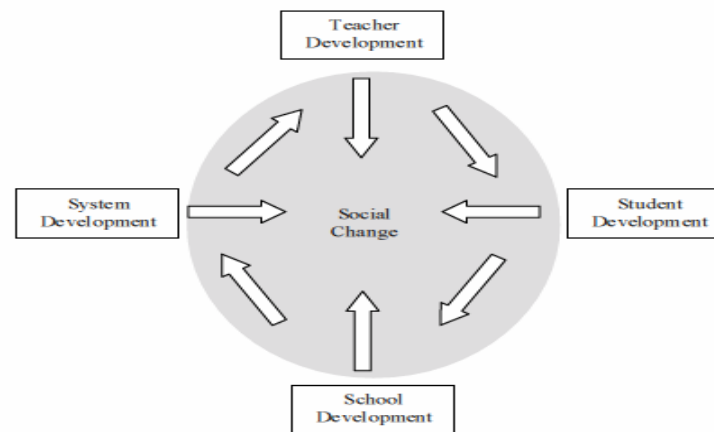 Teacher
Development
System
Development
Social
Change
Student
Development
School
Development